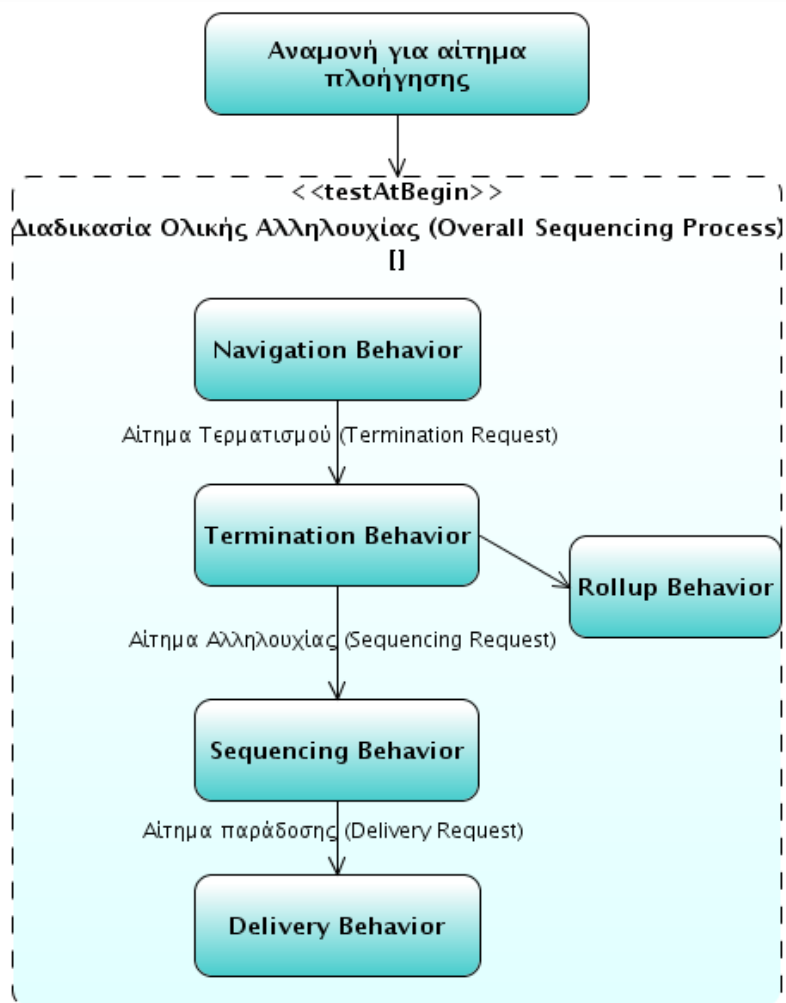 Αναμονή για αίτημα
πλοήγησης
<<testAtBegin>>
Διαδικασία Ολικής Αλληλουχίας (Overall Sequencing Process)
[]
Navigation Behavior
Αίτημα Τερματισμού (Termination Request)
Termination Behavior
Rollup Behavior
Αίτημα Αλληλουχίας (Sequencing Request)
Sequencing Behavior
Αίτημα παράδοσης (Delivery Request)
Delivery Behavior